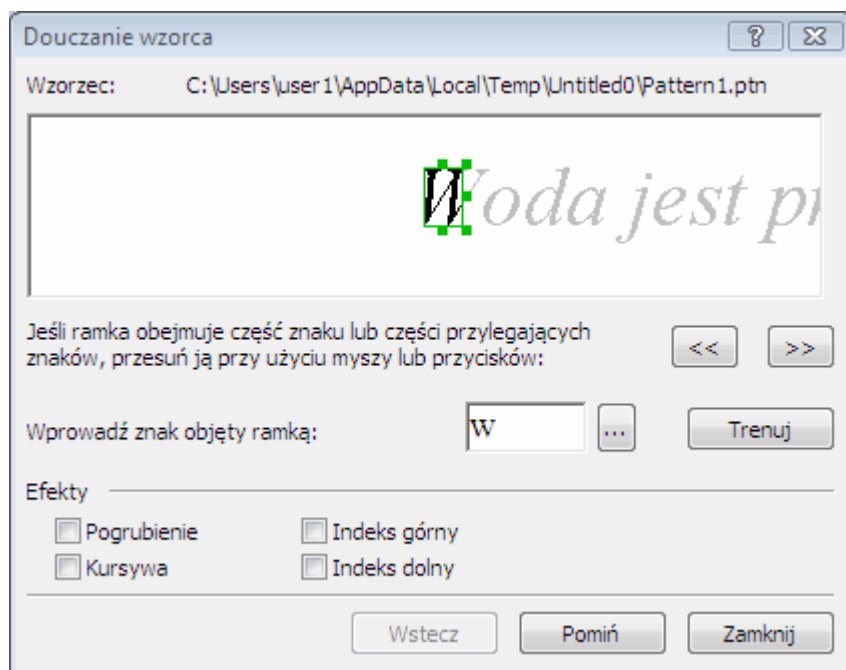 Douczanie wzorca
Wzorzec: C:\Users\user1\AppData\Local\Temp\Untitled0\Pattern1.ptn
Woda jest pr
Jeśli ramka obejmuje część znaku lub części przylegających
znaków, przesuń ją przy użyciu myszy lub przycisków: << >>
Wprowadź znak objęty ramką: W ... Trenuj
Efekty
Pogrubienie Indeks górny
Kursywa Indeks dolny
Wstecz Pomiń Zamknij